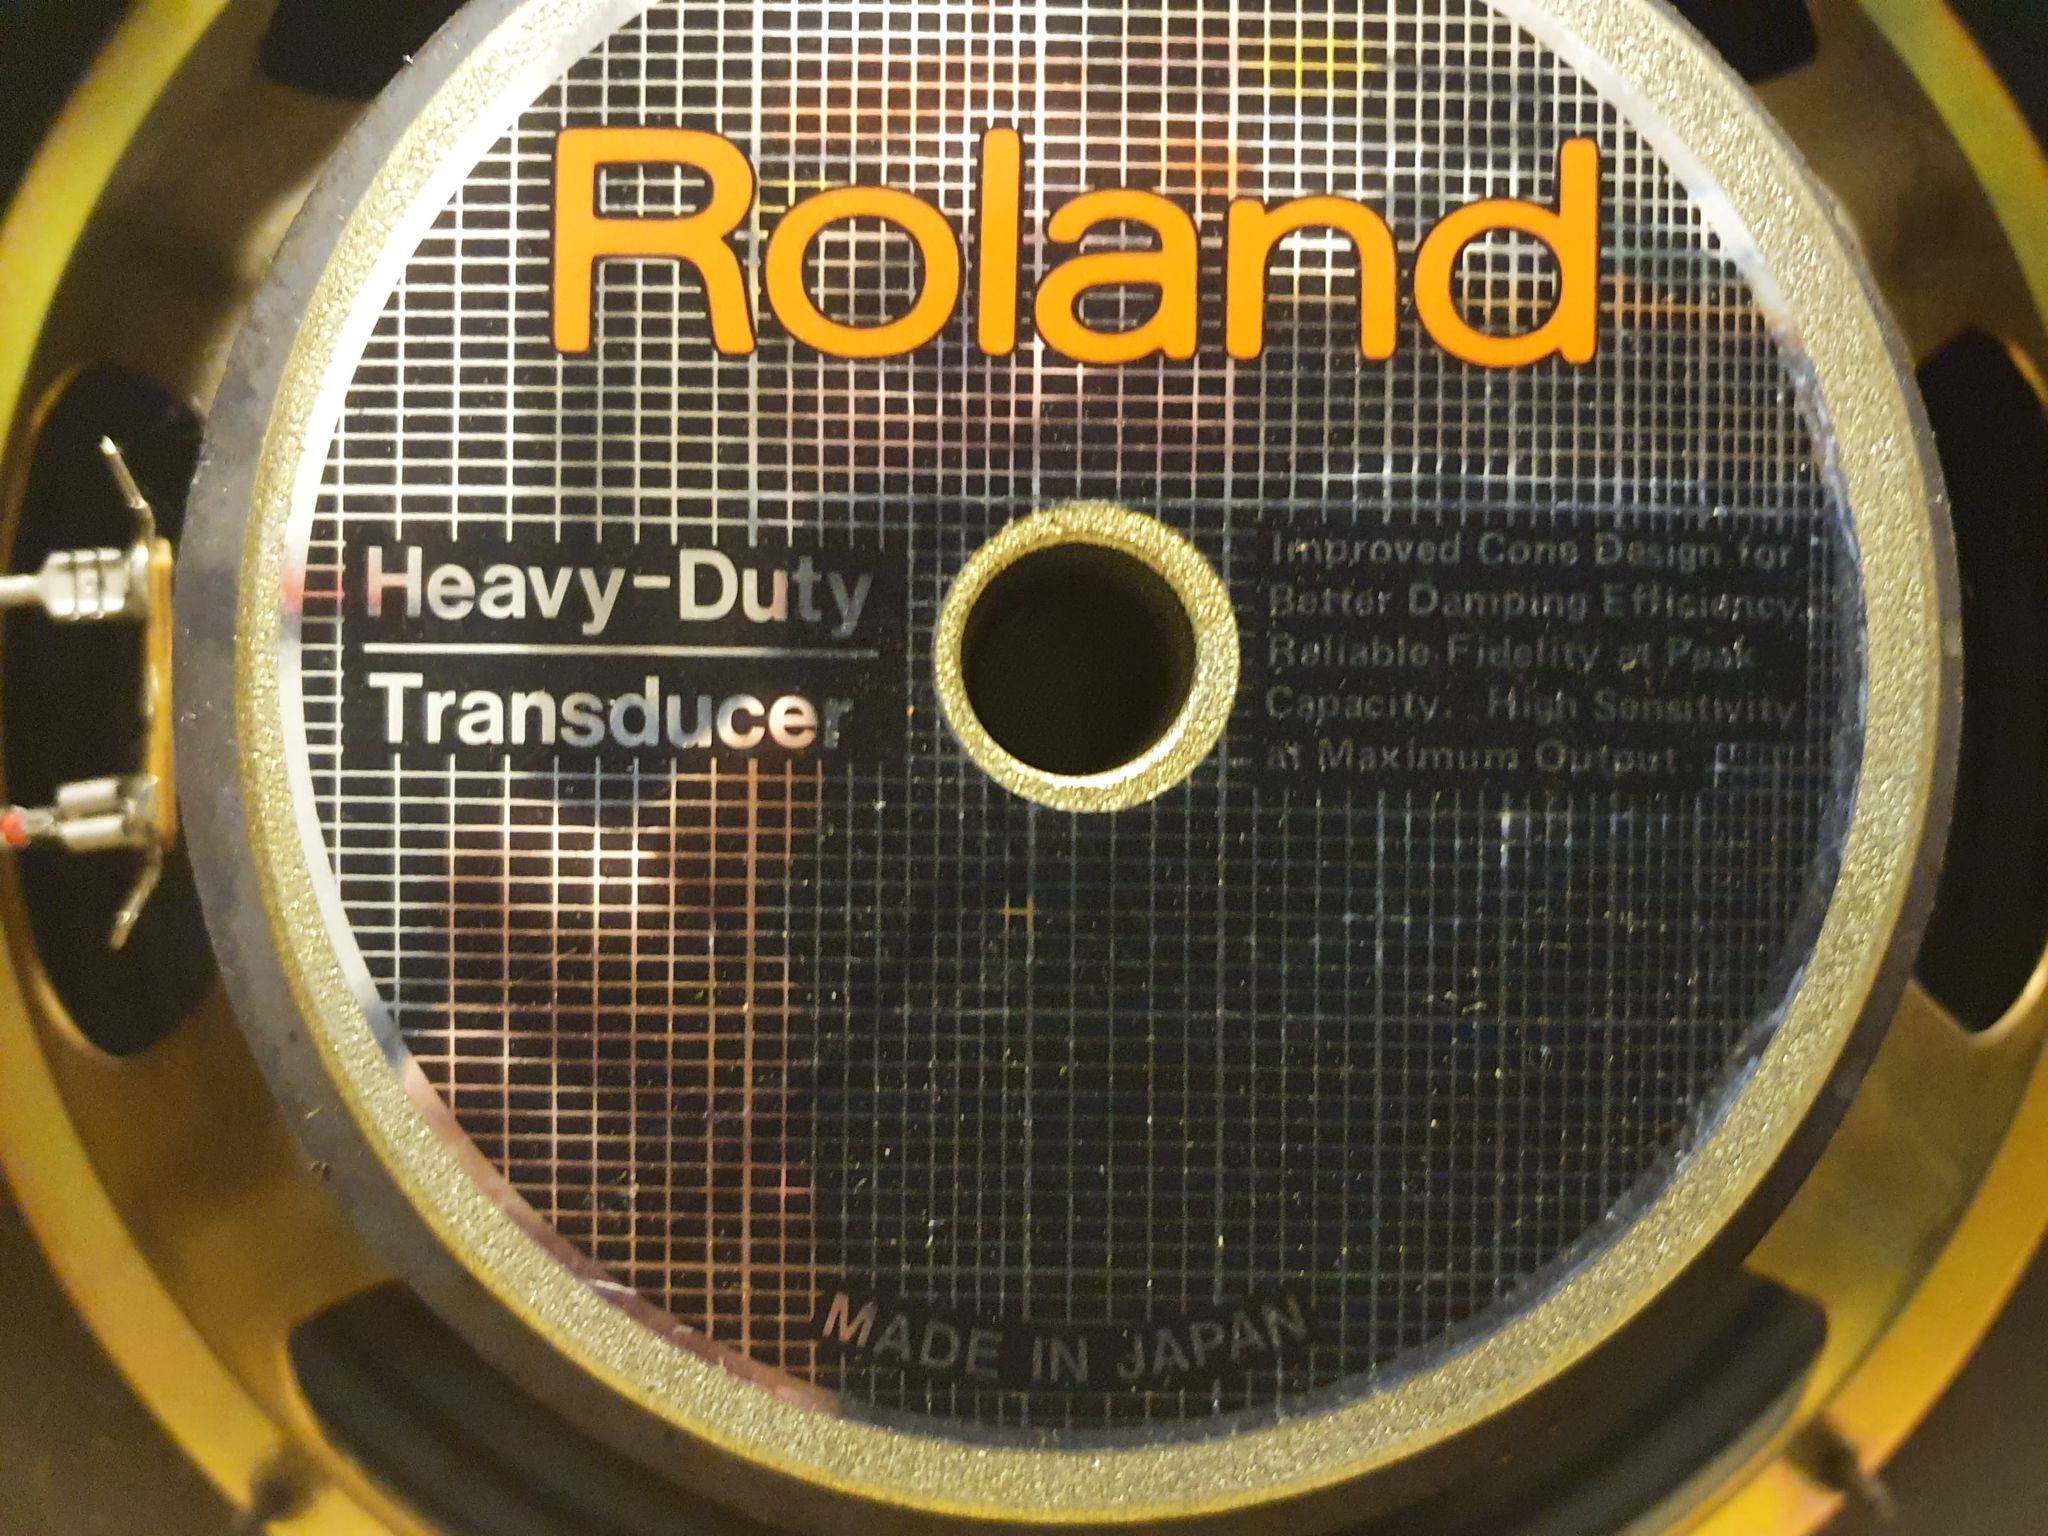 Roland
Heavy-Duty
Transducer
Improved Cone Design for
Better Damping Efficiency.
Reliable Fidelity at Peak
Capacity. High Sensitivity
at Maximum Output.
MADE IN JAPAN